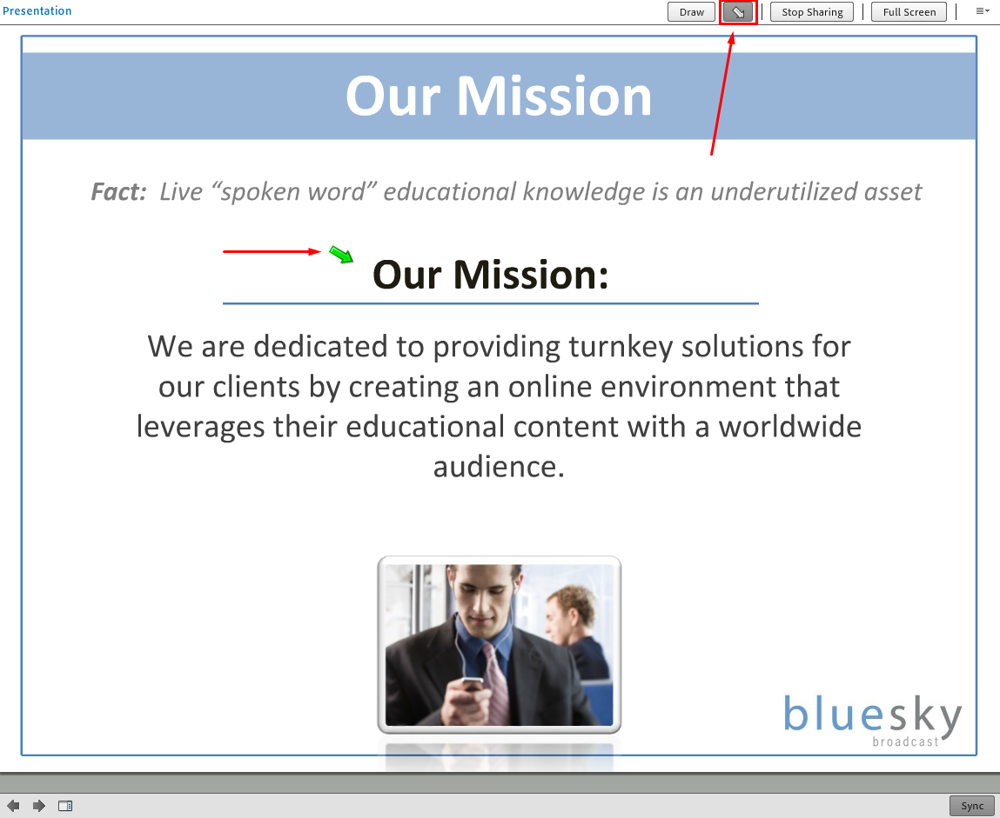 Presentation
Draw
Stop Sharing
Full Screen
Our Mission
Fact: Live “spoken word” educational knowledge is an underutilized asset
Our Mission:
We are dedicated to providing turnkey solutions for
our clients by creating an online environment that
leverages their educational content with a worldwide
audience.
bluesky
broadcast
Sync